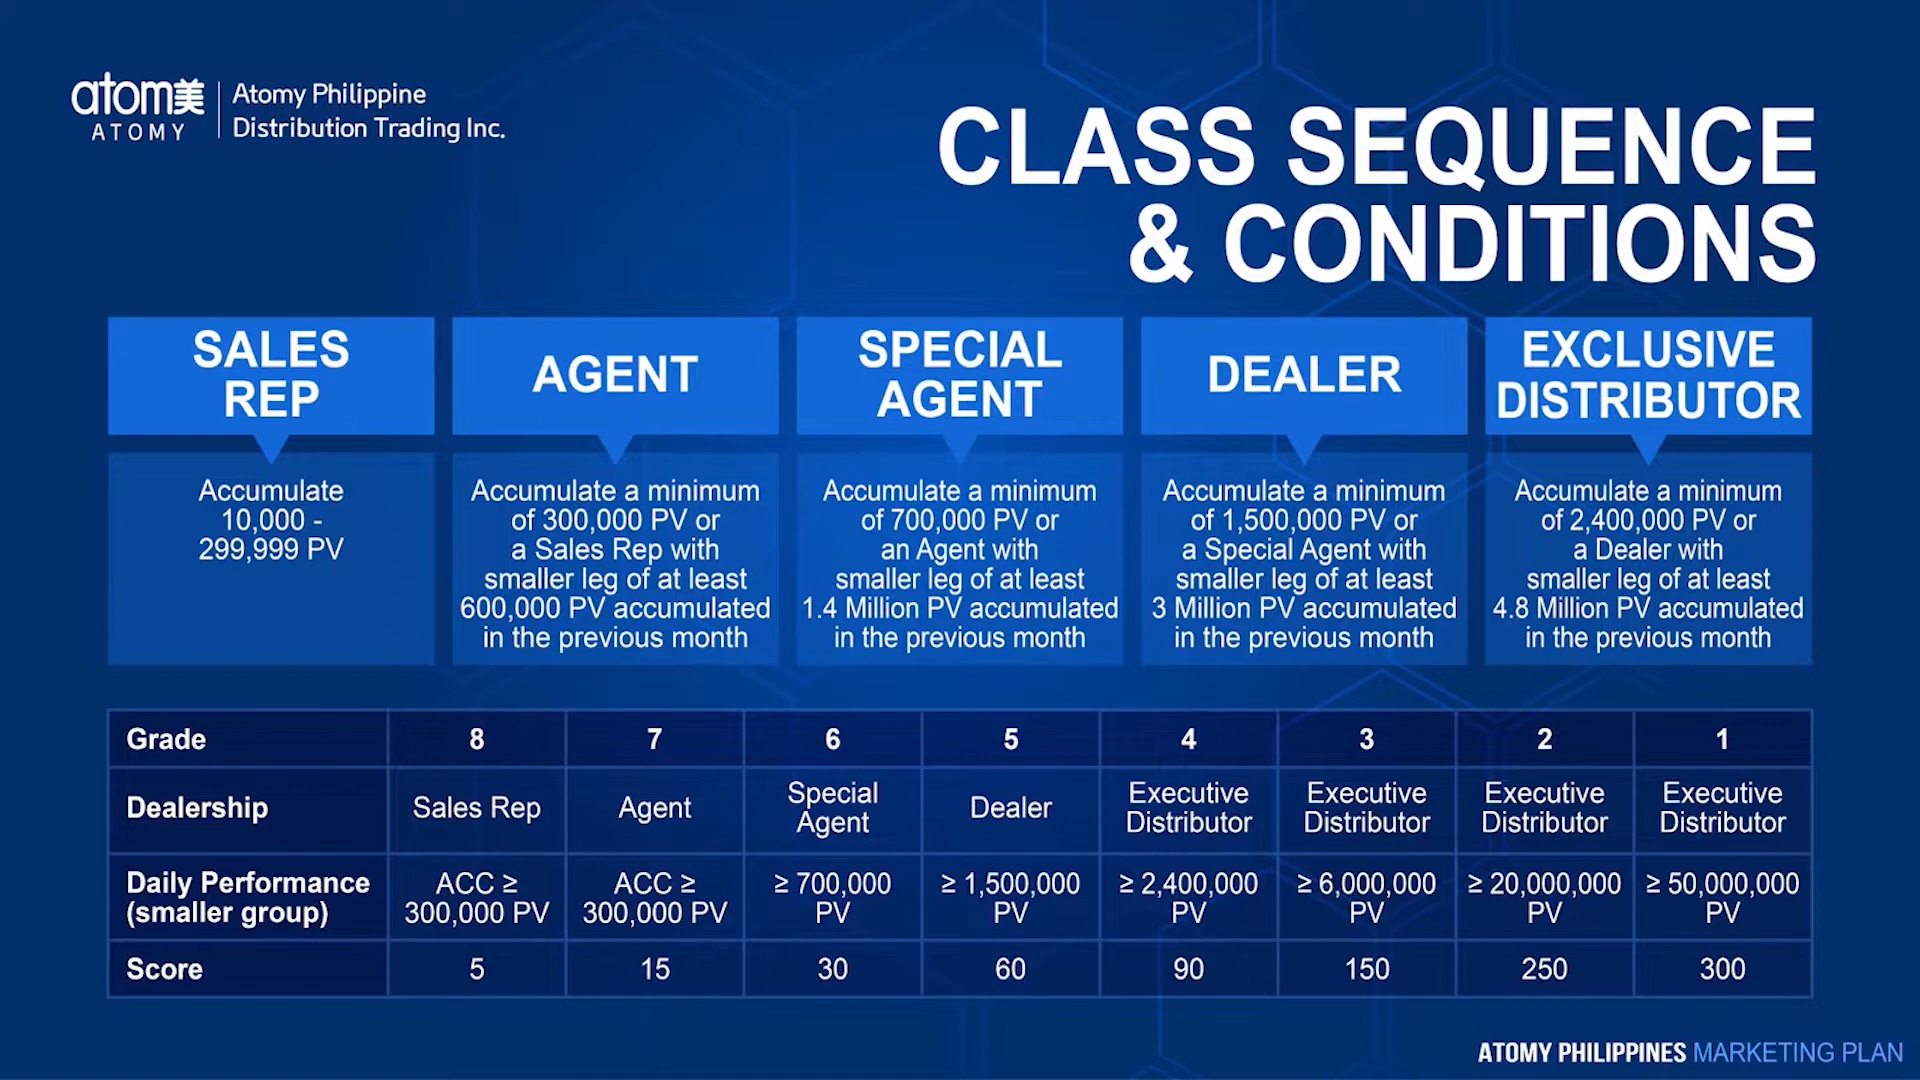 atom美
ATOMY
Atomy Philippine
Distribution Trading Inc.
CLASS SEQUENCE
& CONDITIONS
SALES
REP
Accumulate
10,000 -
299,999 PV
AGENT
Accumulate a minimum
of 300,000 PV or
a Sales Rep with
smaller leg of at least
600,000 PV accumulated
in the previous month
SPECIAL
AGENT
Accumulate a minimum
of 700,000 PV or
an Agent with
smaller leg of at least
1.4 Million PV accumulated
in the previous month
DEALER
Accumulate a minimum
of 1,500,000 PV or
a Special Agent with
smaller leg of at least
3 Million PV accumulated
in the previous month
EXCLUSIVE
DISTRIBUTOR
Accumulate a minimum
of 2,400,000 PV or
a Dealer with
smaller leg of at least
4.8 Million PV accumulated
in the previous month
Grade 8 7 6 5 4 3 2 1
Dealership Sales Rep Agent Special Agent Dealer Executive Distributor Executive Distributor Executive Distributor Executive Distributor
Daily Performance (smaller group) ACC ≥ 300,000 PV ACC ≥ 300,000 PV ≥ 700,000 PV ≥ 1,500,000 PV ≥ 2,400,000 PV ≥ 6,000,000 PV ≥ 20,000,000 PV ≥ 50,000,000 PV
Score 5 15 30 60 90 150 250 300
ATOMY PHILIPPINES MARKETING PLAN